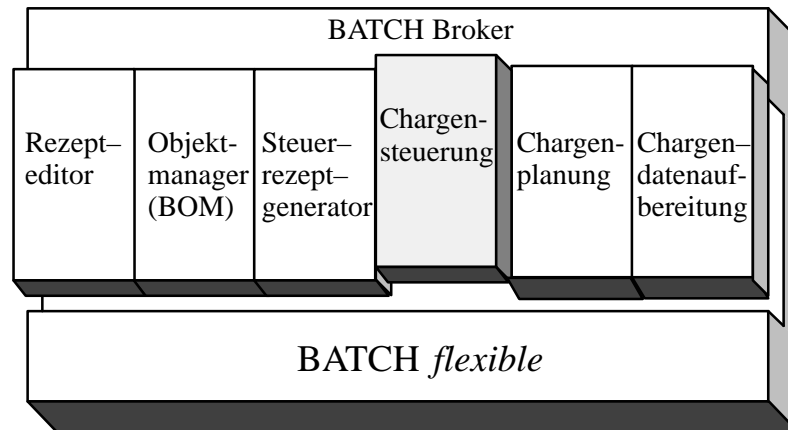 BATCH Broker
Rezept–
editor
Objekt-
manager
(BOM)
Steuer–
rezept–
generator
Chargen-
steuerung
Chargen-
planung
Chargen–
datenauf-
bereitung
BATCH flexible